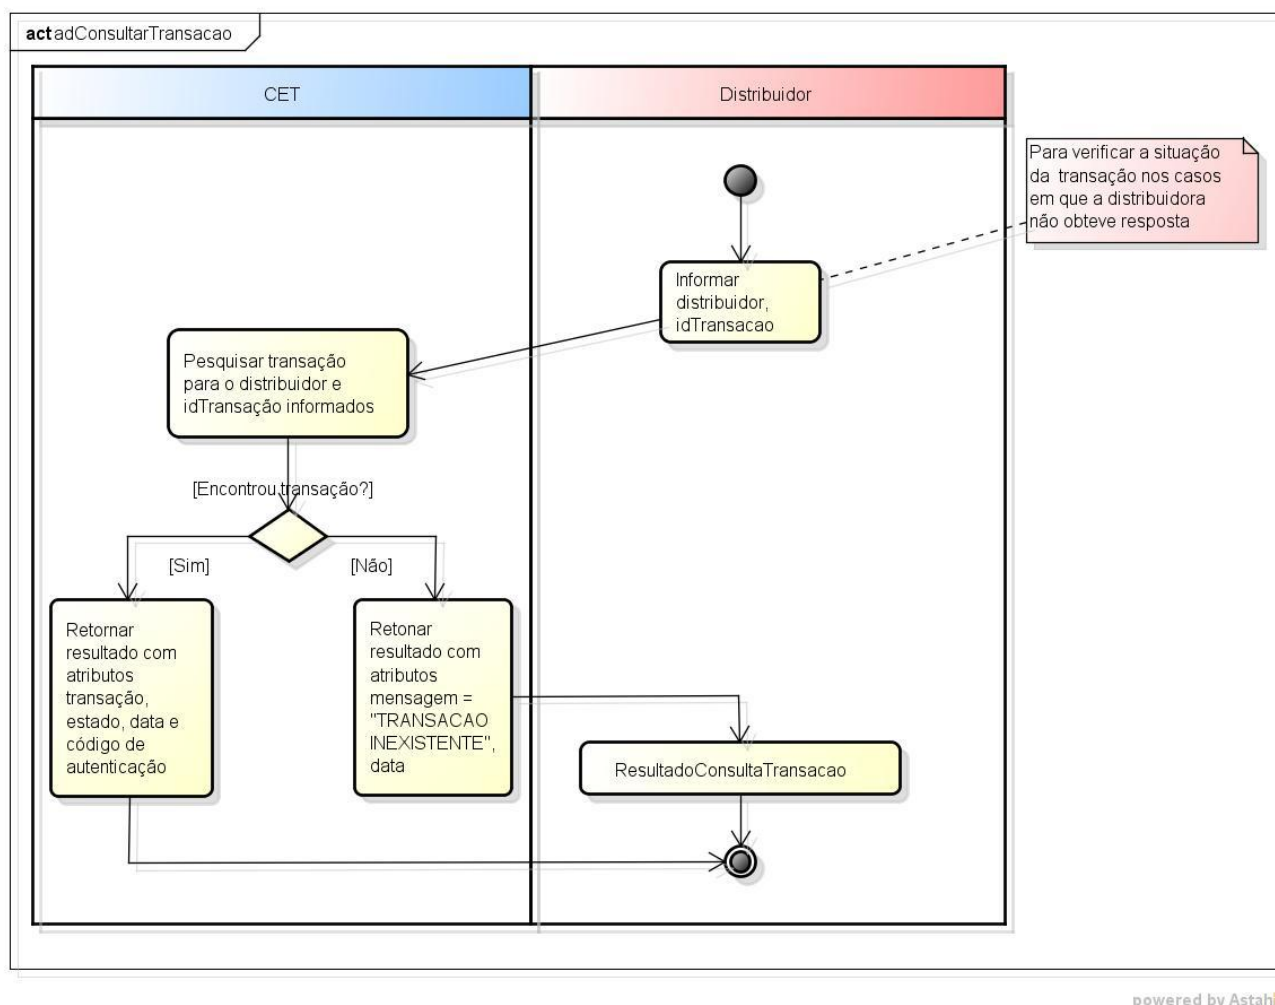 act adConsultarTransacao
CET
Distribuidor
Para verificar a situação
da transação nos casos
em que a distribuidora
não obteve resposta
Informar
distribuidor,
idTransacao
Pesquisar transação
para o distribuidor e
idTransação informados
[Encontrou transação?]
[Sim]
[Não]
Retornar
resultado com
atributos
transação,
estado, data e
código de
autenticação
Retonar
resultado com
atributos
mensagem =
"TRANSACAO
INEXISTENTE",
data
ResultadoConsultaTransacao
powered by Astah